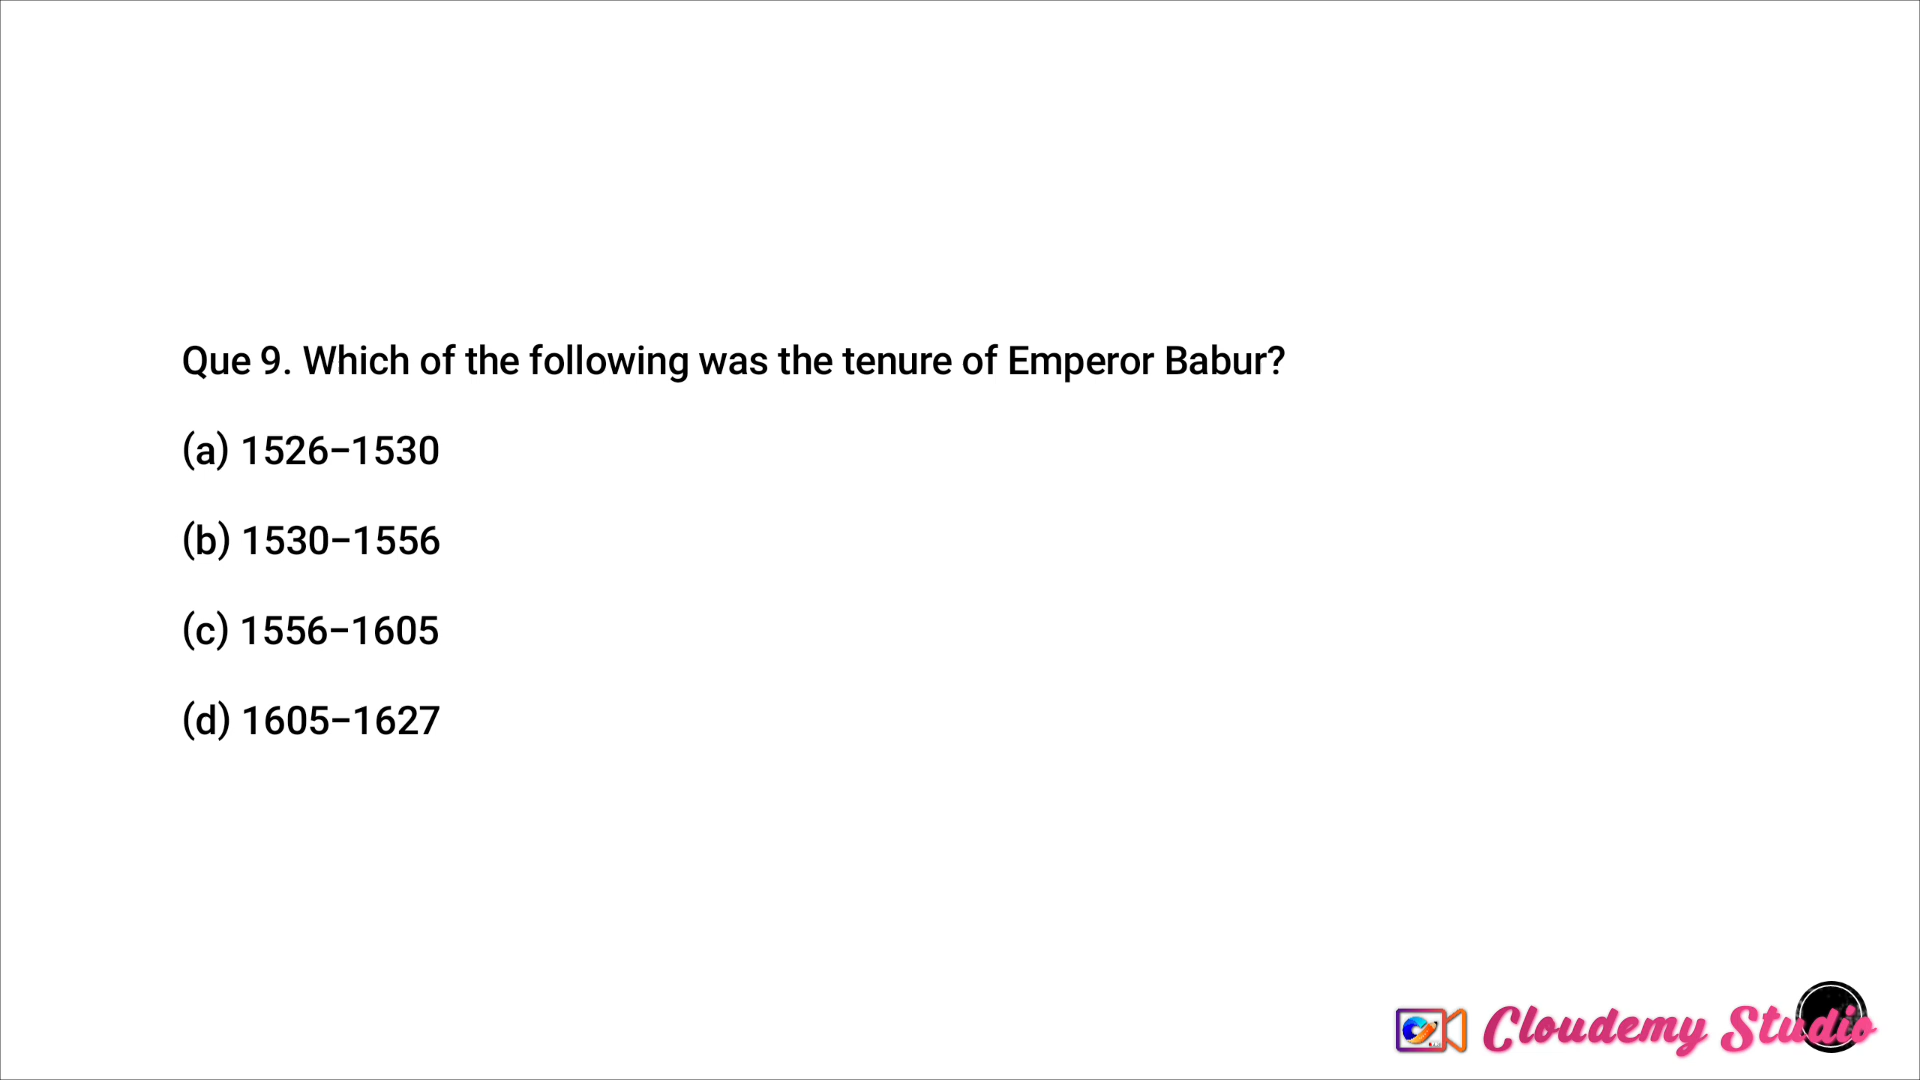 Que 9. Which of the following was the tenure of Emperor Babur?
(a) 1526–1530
(b) 1530–1556
(c) 1556–1605
(d) 1605–1627
Cloudemy Studio